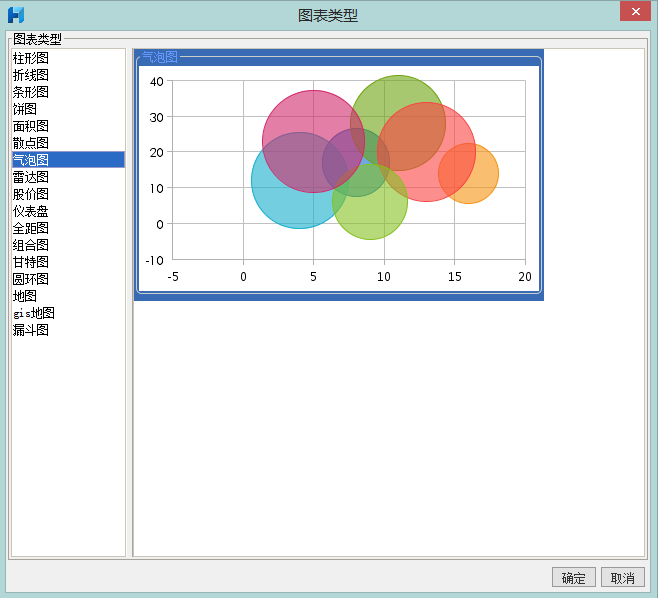 图表类型
图表类型
柱形图
折线图
条形图
饼图
面积图
散点图
气泡图
雷达图
股价图
仪表盘
全距图
组合图
甘特图
圆环图
地图
gis地图
漏斗图
气泡图
40
30
20
10
0
-10
-5 0 5 10 15 20
确定 取消